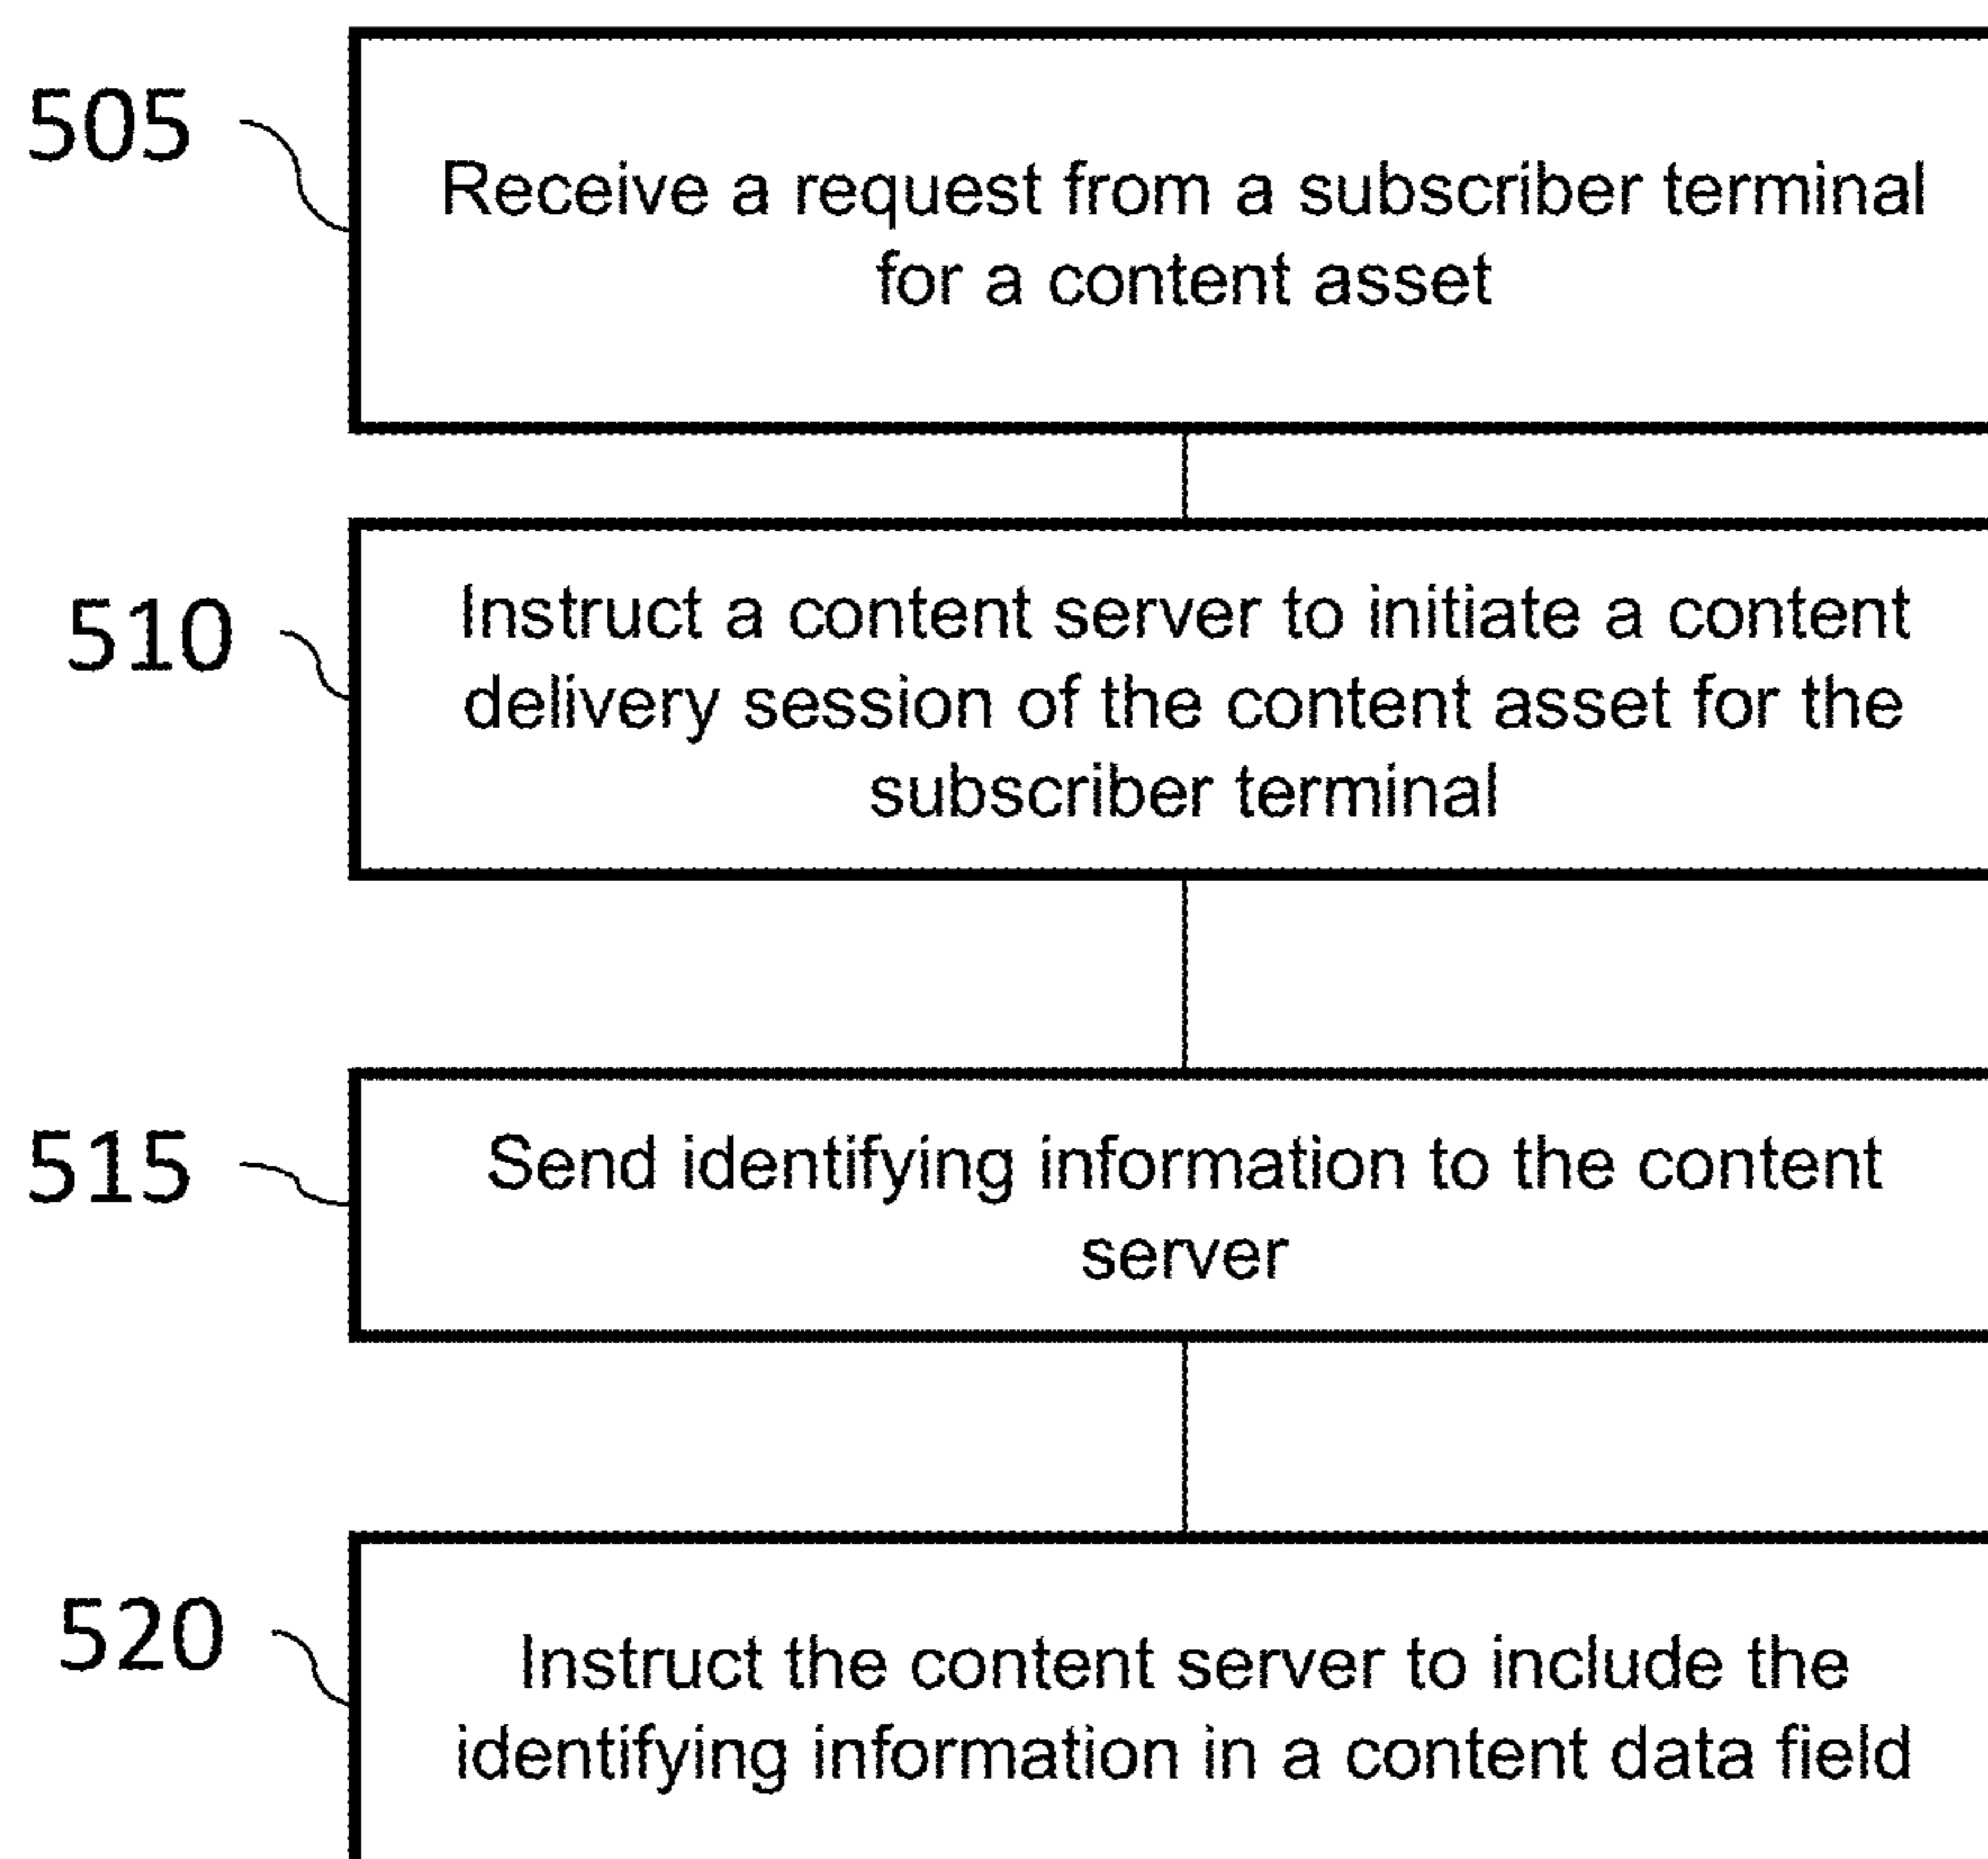 505
Receive a request from a subscriber terminal
for a content asset
510
Instruct a content server to initiate a content
delivery session of the content asset for the
subscriber terminal
515
Send identifying information to the content
server
520
Instruct the content server to include the
identifying information in a content data field